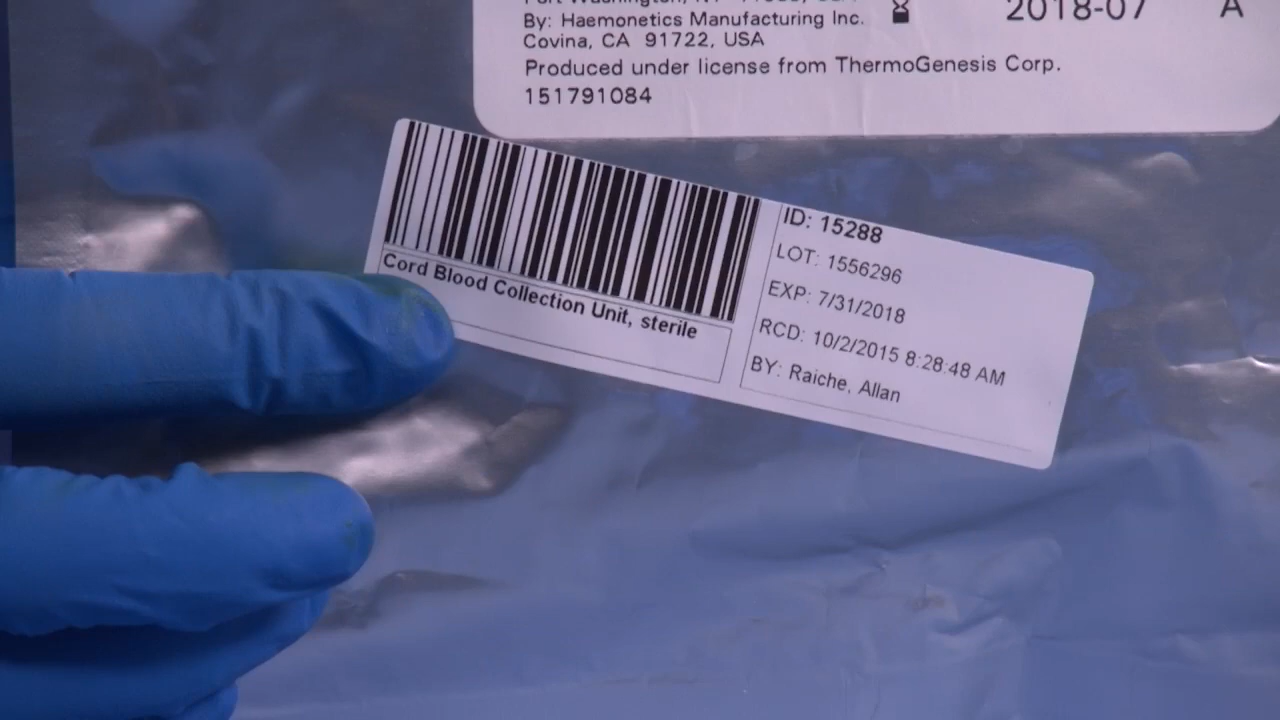 By: Haemonetics Manufacturing Inc.
Covina, CA 91722, USA
Produced under license from ThermoGenesis Corp.
151791084
2018-07 A
Cord Blood Collection Unit, sterile
ID: 15288
LOT: 1556296
EXP: 7/31/2018
RCD: 10/2/2015 8:28:48 AM
BY: Raiche, Allan